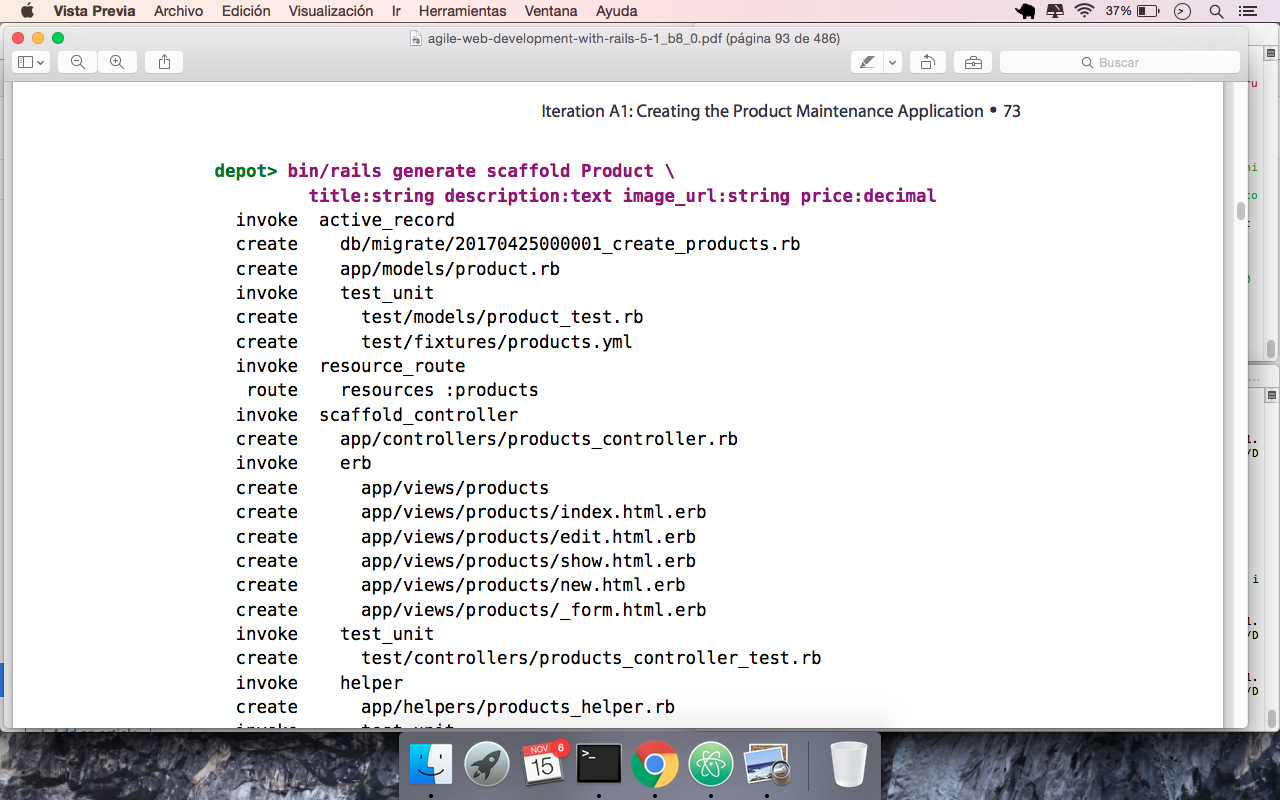 Vista Previa Archivo Edición Visualización Ir Herramientas Ventana Ayuda 37%
agile-web-development-with-rails-5-1_b8_0.pdf (página 93 de 486)
Buscar
Iteration A1: Creating the Product Maintenance Application • 73
depot> bin/rails generate scaffold Product \
title:string description:text image_url:string price:decimal
invoke active_record
create db/migrate/20170425000001_create_products.rb
create app/models/product.rb
invoke test_unit
create test/models/product_test.rb
create test/fixtures/products.yml
invoke resource_route
route resources :products
invoke scaffold_controller
create app/controllers/products_controller.rb
invoke erb
create app/views/products
create app/views/products/index.html.erb
create app/views/products/edit.html.erb
create app/views/products/show.html.erb
create app/views/products/new.html.erb
create app/views/products/_form.html.erb
invoke test_unit
create test/controllers/products_controller_test.rb
invoke helper
create app/helpers/products_helper.rb
invoke test_unit
NOV 6
15
>_